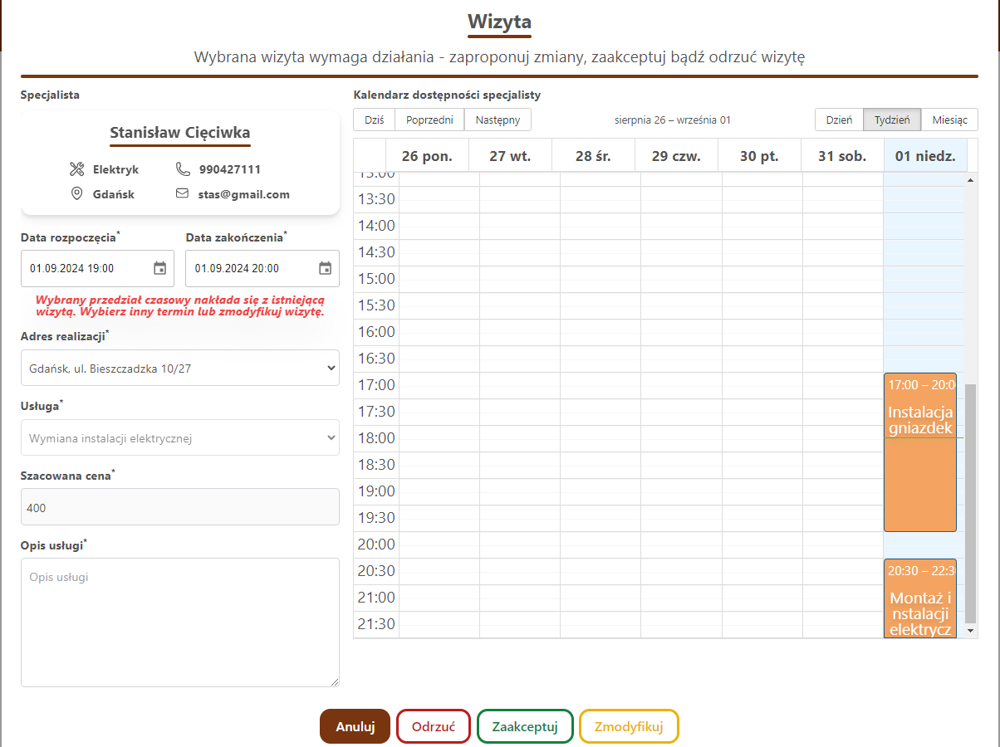 Wizyta
Wybrana wizyta wymaga działania - zaproponuj zmiany, zaakceptuj bądź odrzuć wizytę
Specjalista
Stanisław Cięciwka
Elektryk
990427111
Gdańsk
stas@gmail.com
Data rozpoczęcia*
Data zakończenia*
01.09.2024 19:00
01.09.2024 20:00
Wybrany przedział czasowy nakłada się z istniejącą
wizytą. Wybierz inny termin lub zmodyfikuj wizytę.
Adres realizacji*
Gdańsk, ul. Bieszczadzka 10/27
Usługa*
Wymiana instalacji elektrycznej
Szacowana cena*
400
Opis usługi*
Opis usługi
Kalendarz dostępności specjalisty
Dziś
Poprzedni
Następny
sierpnia 26 – września 01
Dzień
Tydzień
Miesiąc
26 pon.
27 wt.
28 śr.
29 czw.
30 pt.
31 sob.
01 niedz.
13:00
13:30
14:00
14:30
15:00
15:30
16:00
16:30
17:00
17:30
18:00
18:30
19:00
19:30
20:00
20:30
21:00
21:30
17:00 – 20:0
Instalacja
gniazdek
20:30 – 22:3
Montaż i
nstalacji
elektrycz
Anuluj
Odrzuć
Zaakceptuj
Zmodyfikuj